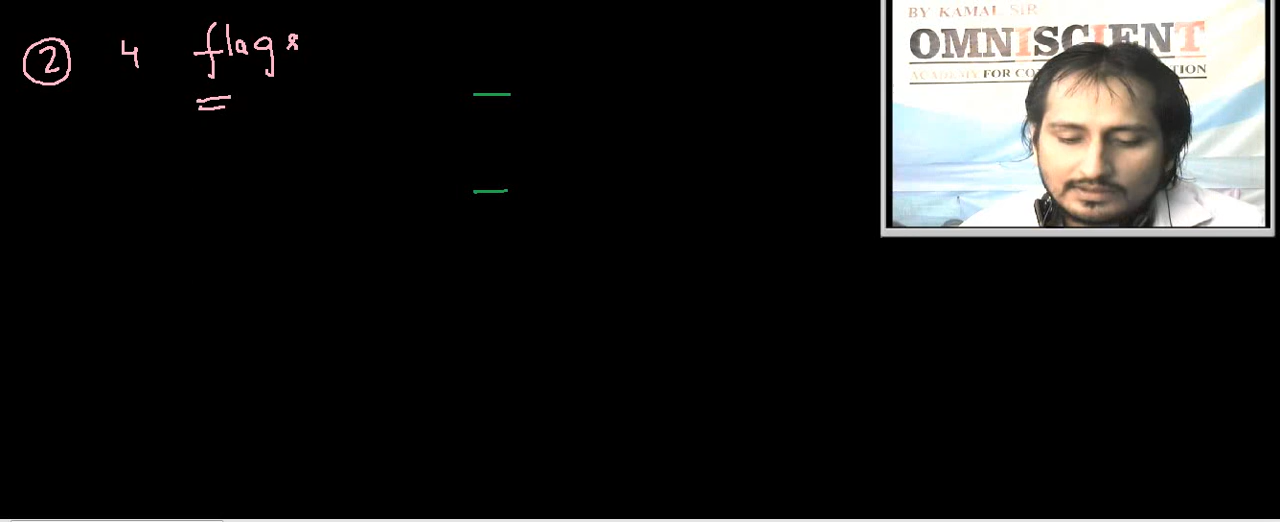 ② 4 flags
BY KAMAL SIR
OMNISCIENT
ACADEMY FOR CO TION